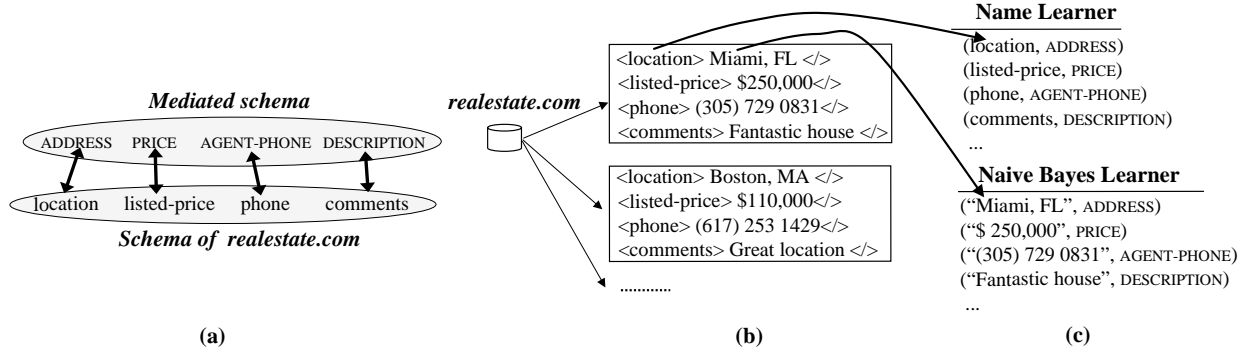 Mediated schema
ADDRESS PRICE AGENT-PHONE DESCRIPTION
location listed-price phone comments
Schema of realestate.com
(a)
realestate.com
<location> Miami, FL </>
<listed-price> $250,000</>
<phone> (305) 729 0831</>
<comments> Fantastic house </>
<location> Boston, MA </>
<listed-price> $110,000</>
<phone> (617) 253 1429</>
<comments> Great location </>
............
(b)
Name Learner
(location, ADDRESS)
(listed-price, PRICE)
(phone, AGENT-PHONE)
(comments, DESCRIPTION)
...
Naive Bayes Learner
(“Miami, FL”, ADDRESS)
(“$ 250,000”, PRICE)
(“(305) 729 0831”, AGENT-PHONE)
(“Fantastic house”, DESCRIPTION)
...
(c)